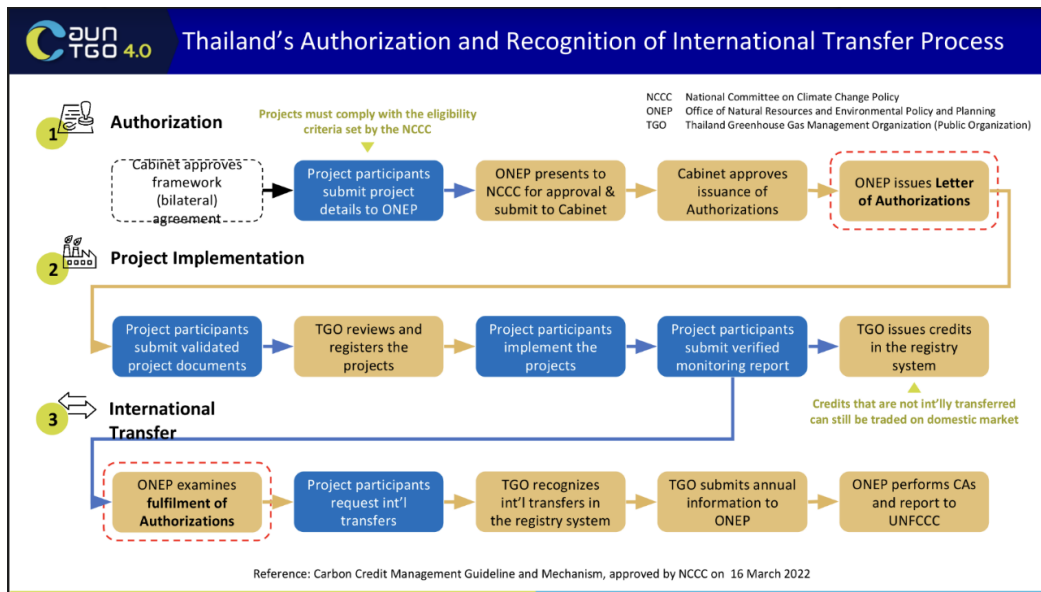 อบก
TGO 4.0
Thailand's Authorization and Recognition of International Transfer Process
NCCC National Committee on Climate Change Policy
ONEP Office of Natural Resources and Environmental Policy and Planning
TGO Thailand Greenhouse Gas Management Organization (Public Organization)
1
Authorization
Projects must comply with the eligibility
criteria set by the NCCC
Cabinet approves
framework
(bilateral)
agreement
Project participants
submit project
details to ONEP
ONEP presents to
NCCC for approval &
submit to Cabinet
Cabinet approves
issuance of
Authorizations
ONEP issues Letter
of Authorizations
2
Project Implementation
Project participants
submit validated
project documents
TGO reviews and
registers the
projects
Project participants
implement the
projects
Project participants
submit verified
monitoring report
TGO issues credits
in the registry
system
Credits that are not int'lly transferred
can still be traded on domestic market
3
International
Transfer
ONEP examines
fulfilment of
Authorizations
Project participants
request int'l
transfers
TGO recognizes
int'l transfers in
the registry system
TGO submits annual
information to
ONEP
ONEP performs CAs
and report to
UNFCCC
Reference: Carbon Credit Management Guideline and Mechanism, approved by NCCC on 16 March 2022